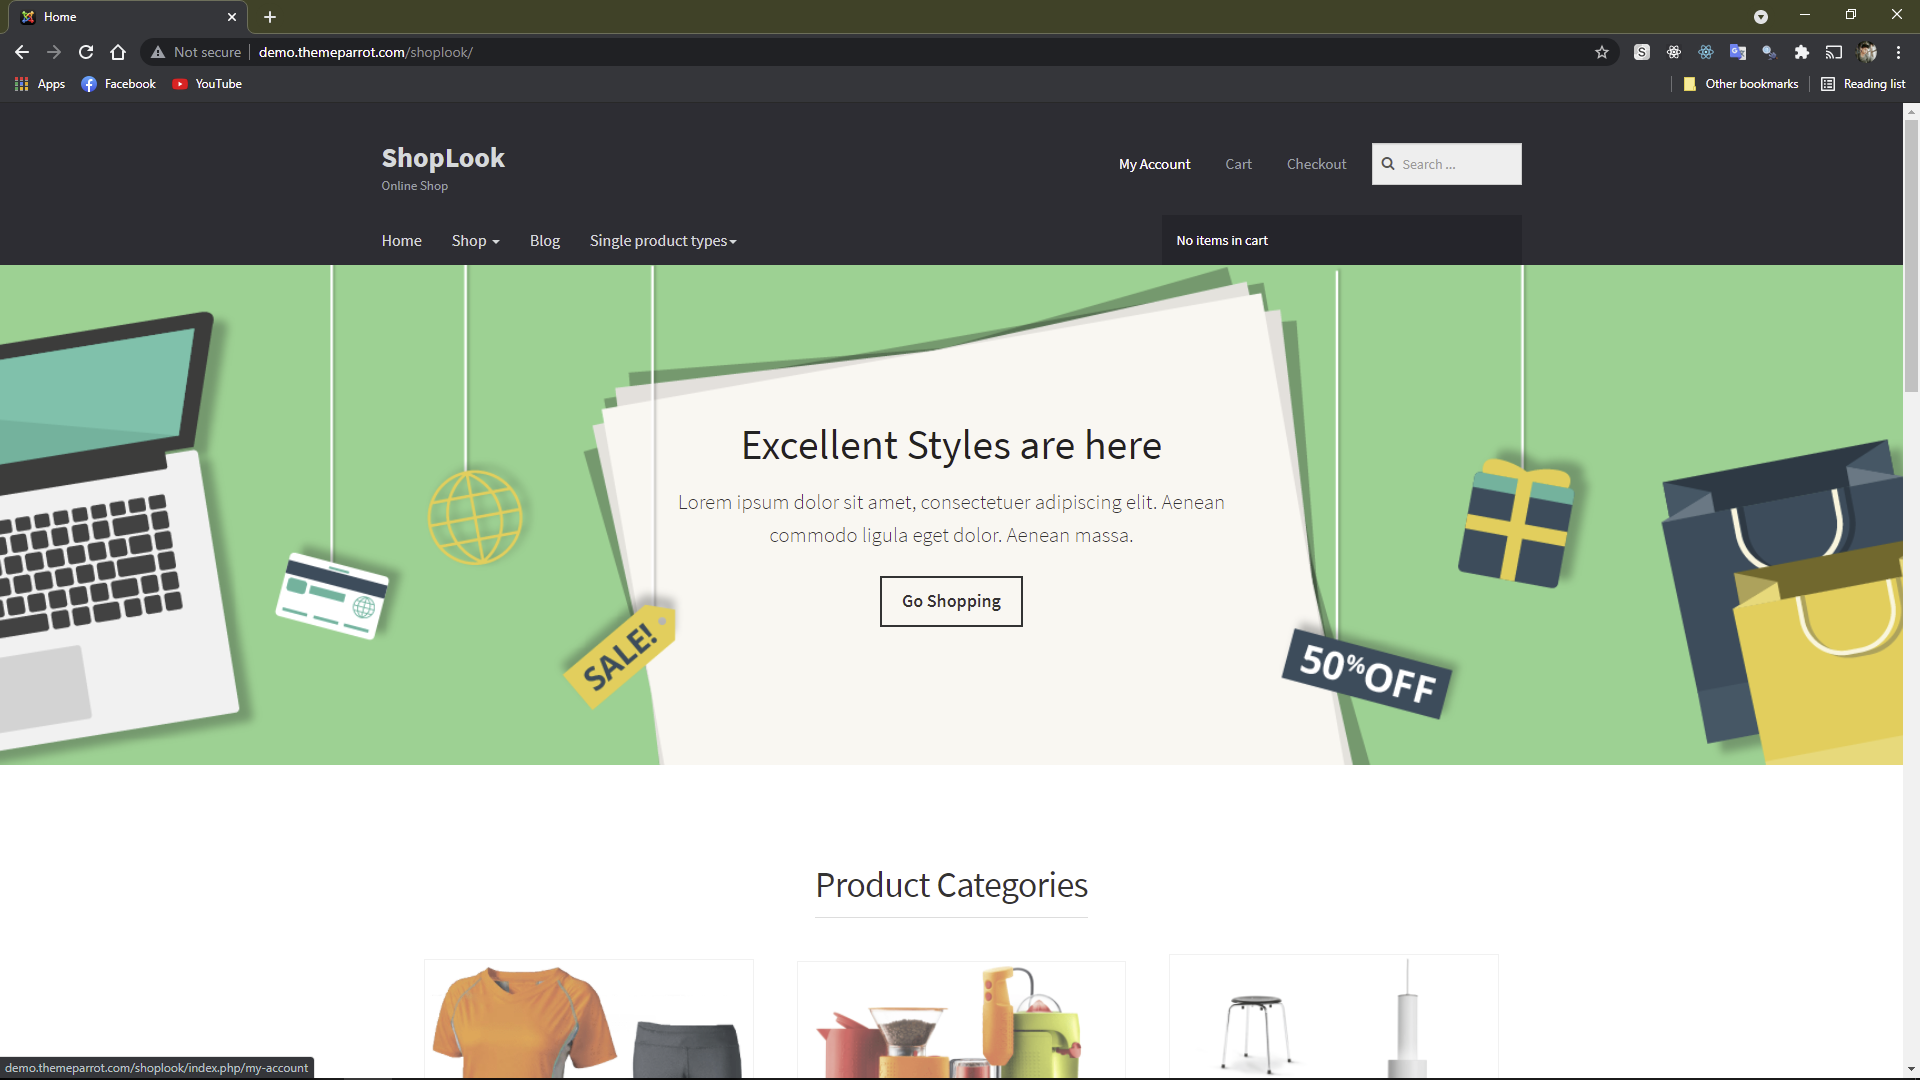 Home
Not secure
demo.themeparrot.com/shoplook/
Apps
Facebook
YouTube
Other bookmarks
Reading list
ShopLook
Online Shop
My Account
Cart
Checkout
Search ...
Home
Shop
Blog
Single product types
No items in cart
Excellent Styles are here
Lorem ipsum dolor sit amet, consectetuer adipiscing elit. Aenean
commodo ligula eget dolor. Aenean massa.
Go Shopping
SALE!
50%OFF
Product Categories
demo.themeparrot.com/shoplook/index.php/my-account